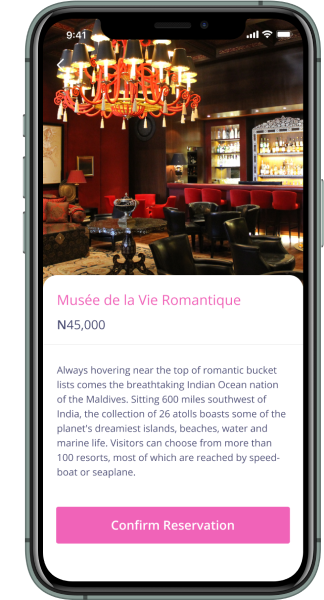 9:41
Musée de la Vie Romantique
N45,000
Always hovering near the top of romantic bucket
lists comes the breathtaking Indian Ocean nation
of the Maldives. Sitting 600 miles southwest of
India, the collection of 26 atolls boasts some of the
planet's dreamiest islands, beaches, water and
marine life. Visitors can choose from more than
100 resorts, most of which are reached by speed-
boat or seaplane.
Confirm Reservation